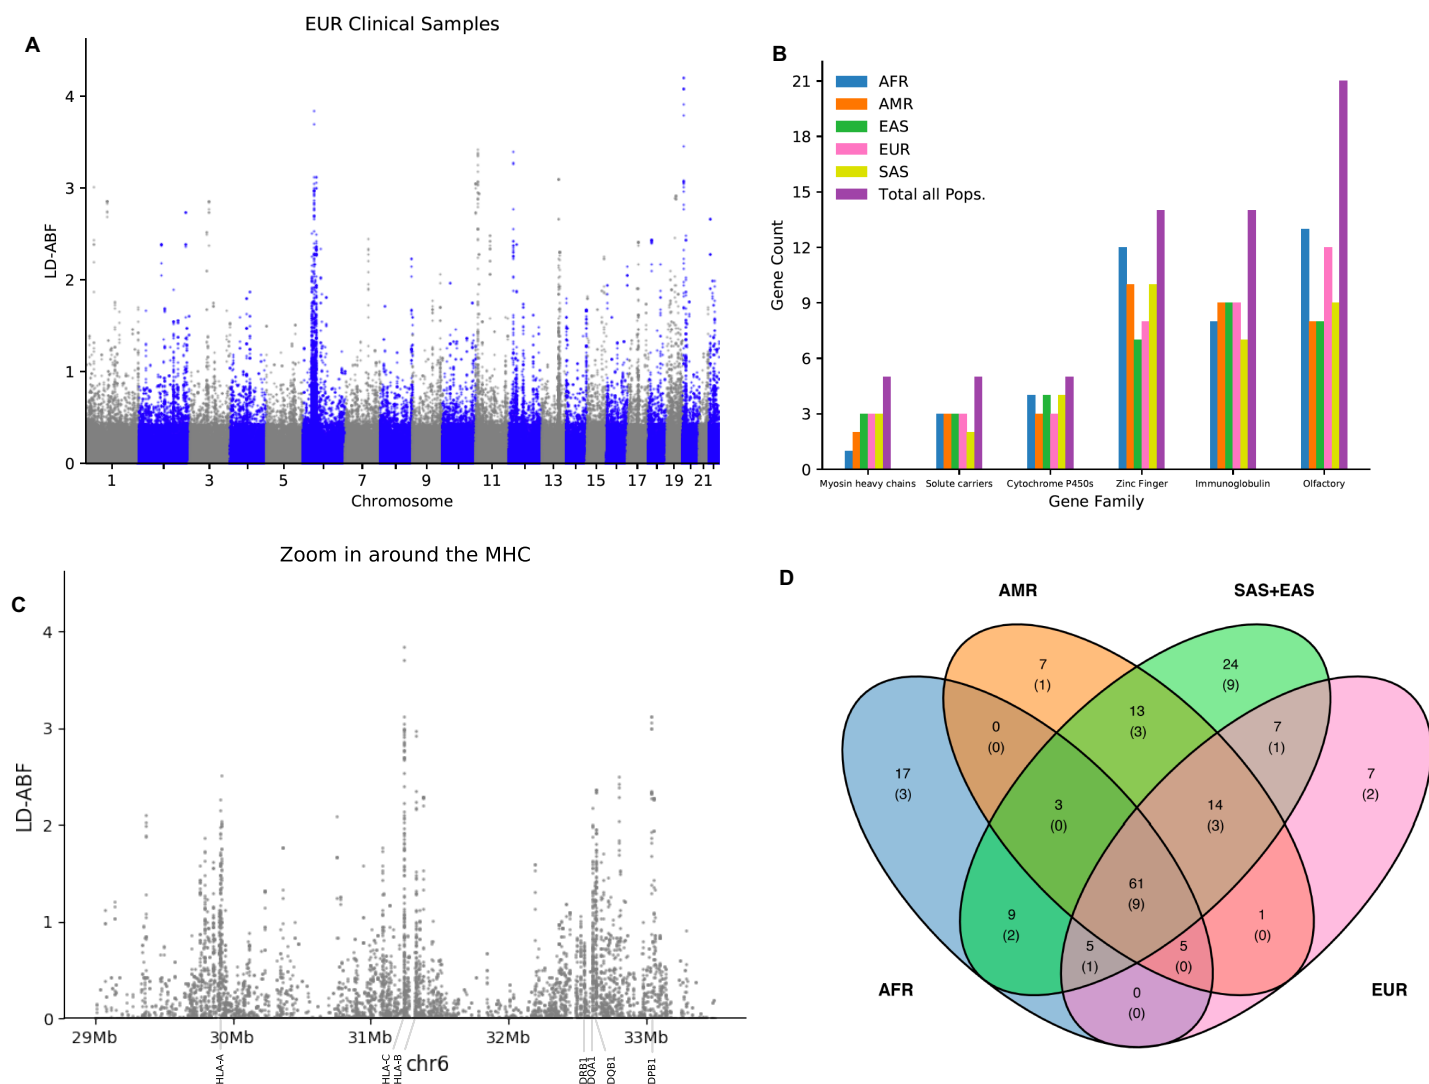 A
EUR Clinical Samples
LD-ABF
4
3
2
1
0
1
3
5
7
9
11
13
15
17
19
21
Chromosome
B
Gene Count
21
18
15
12
9
6
3
0
AFR
AMR
EAS
EUR
SAS
Total all Pops.
Myosin heavy chains
Solute carriers
Cytochrome P450s
Zinc Finger
Immunoglobulin
Olfactory
Gene Family
C
Zoom in around the MHC
LD-ABF
4
3
2
1
0
29Mb
30Mb
31Mb
32Mb
33Mb
HLA-A
HLA-C
HLA-B
chr6
DRB1
DQA1
DQB1
DPB1
D
AMR
SAS+EAS
7
(1)
24
(9)
13
(3)
0
(0)
7
(1)
17
(3)
7
(2)
3
(0)
14
(3)
61
(9)
9
(2)
1
(0)
5
(1)
5
(0)
0
(0)
AFR
EUR